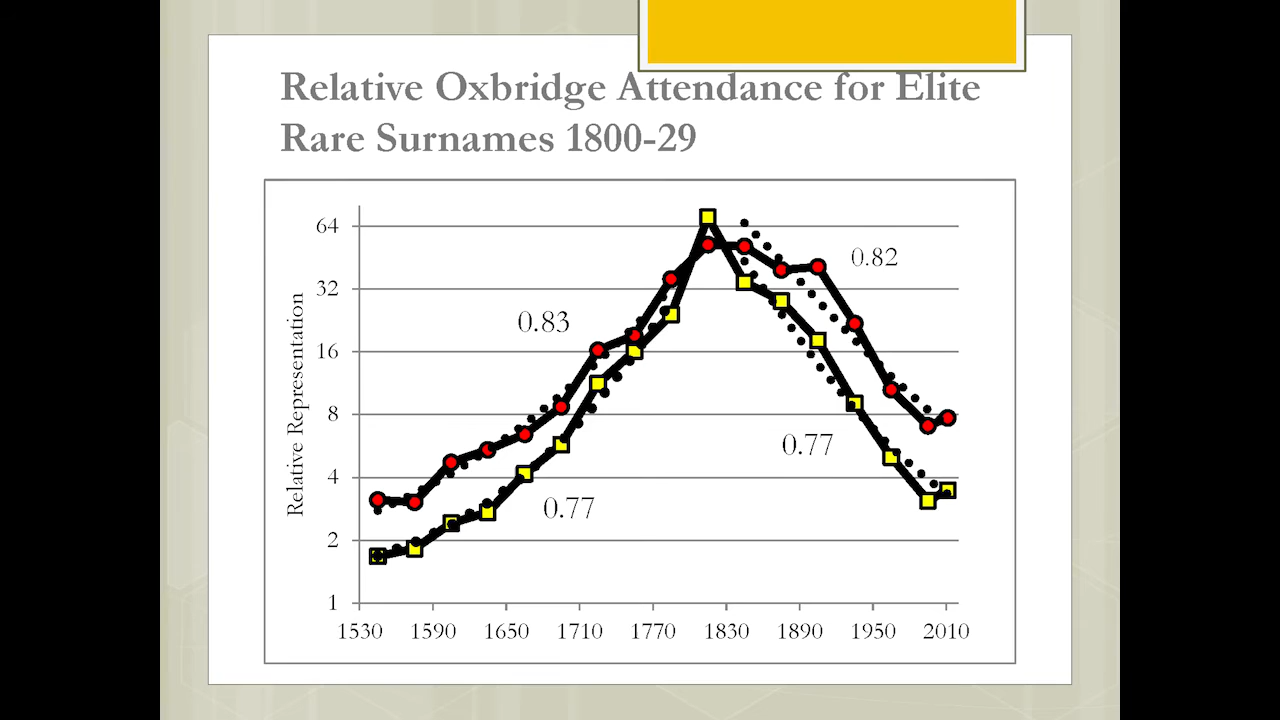 Relative Oxbridge Attendance for Elite
Rare Surnames 1800-29
Relative Representation
64
32
16
8
4
2
1
0.83
0.82
0.77
0.77
1530 1590 1650 1710 1770 1830 1890 1950 2010